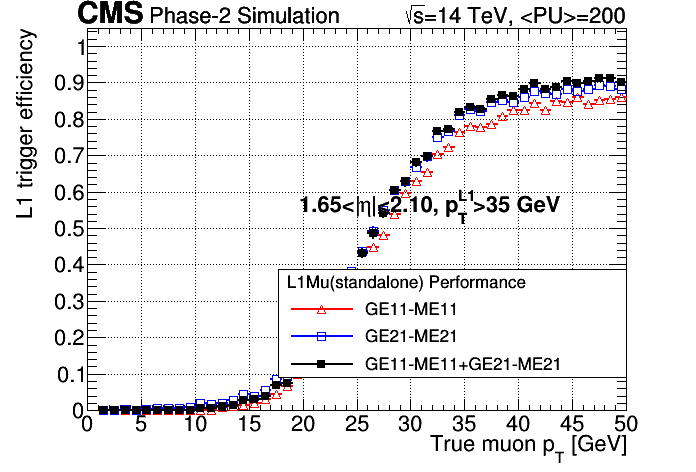 CMS Phase-2 Simulation √s=14 TeV, <PU>=200
L1 trigger efficiency
1
0.9
0.8
0.7
0.6
0.5
0.4
0.3
0.2
0.1
0
1.65<|η|<2.10, p_T^L1>35 GeV
L1Mu(standalone) Performance
GE11-ME11
GE21-ME21
GE11-ME11+GE21-ME21
0 5 10 15 20 25 30 35 40 45 50
True muon p_T [GeV]